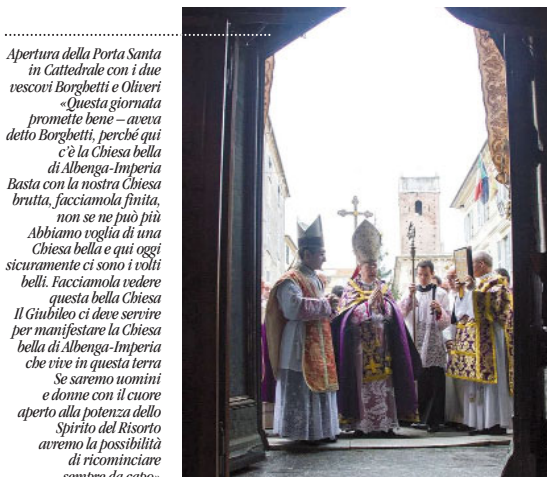 Apertura della Porta Santa
in Cattedrale con i due
vescovi Borghetti e Oliveri
«Questa giornata
promette bene – aveva
detto Borghetti, perché qui
c'è la Chiesa bella
di Albenga-Imperia
Basta con la nostra Chiesa
brutta, facciamola finita,
non se ne può più
Abbiamo voglia di una
Chiesa bella e qui oggi
sicuramente ci sono i volti
belli. Facciamola vedere
questa bella Chiesa
Il Giubileo ci deve servire
per manifestare la Chiesa
bella di Albenga-Imperia
che vive in questa terra
Se saremo uomini
e donne con il cuore
aperto alla potenza dello
Spirito del Risorto
avremo la possibilità
di ricominciare
sempre da capo»